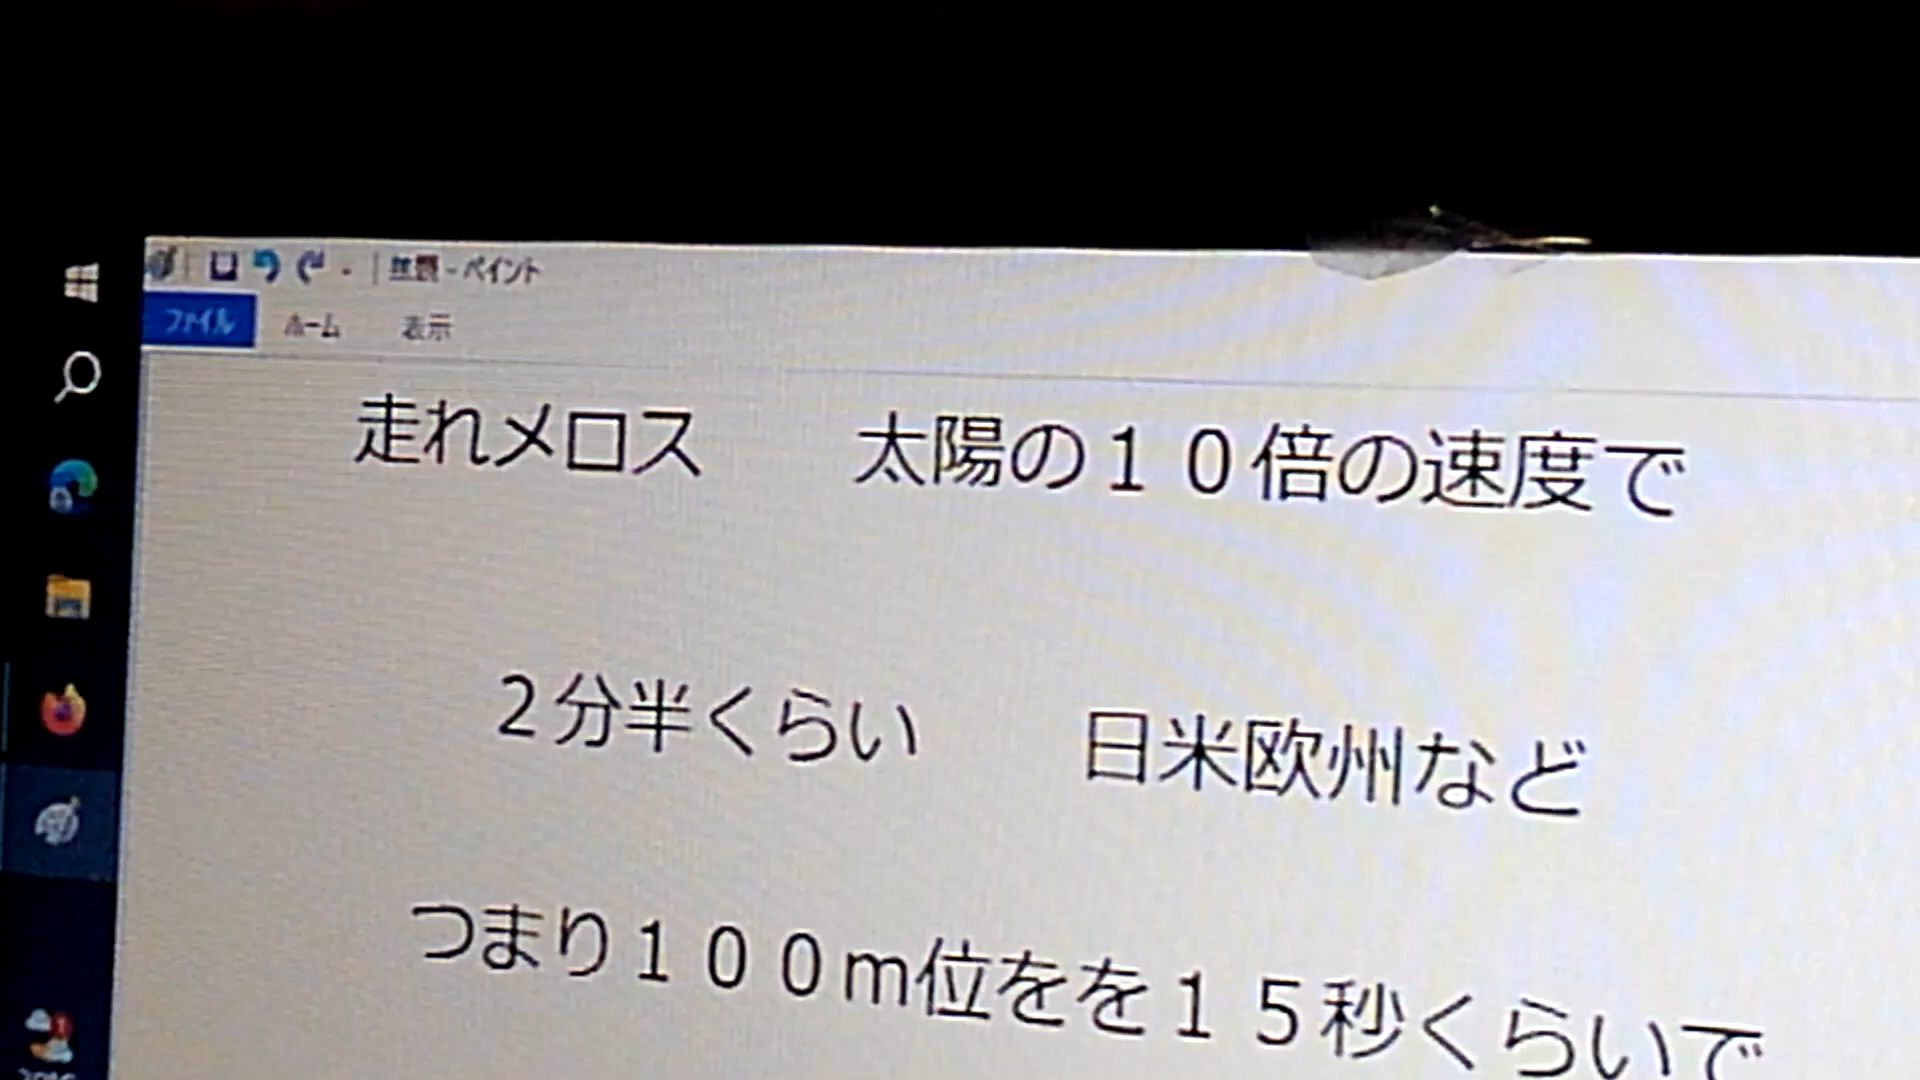 無題 - ペイント
ファイル ホーム 表示
走れメロス 太陽の１０倍の速度で
２分半くらい 日米欧州など
つまり１００ｍ位をを１５秒くらいで